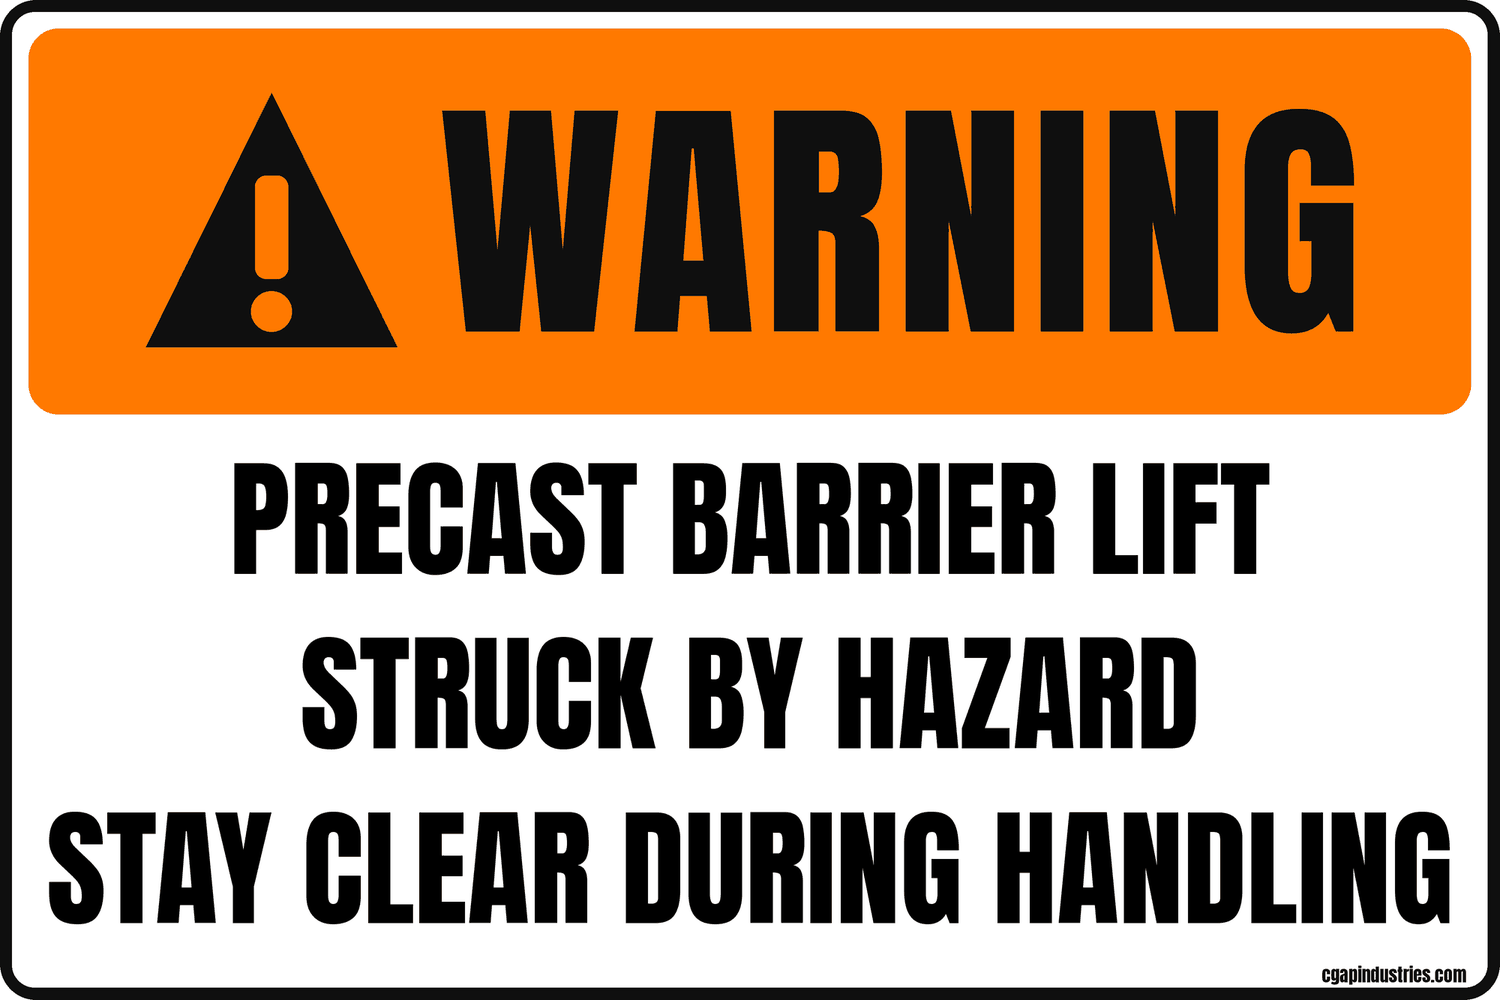 WARNING
PRECAST BARRIER LIFT
STRUCK BY HAZARD
STAY CLEAR DURING HANDLING
cgapindustries.com